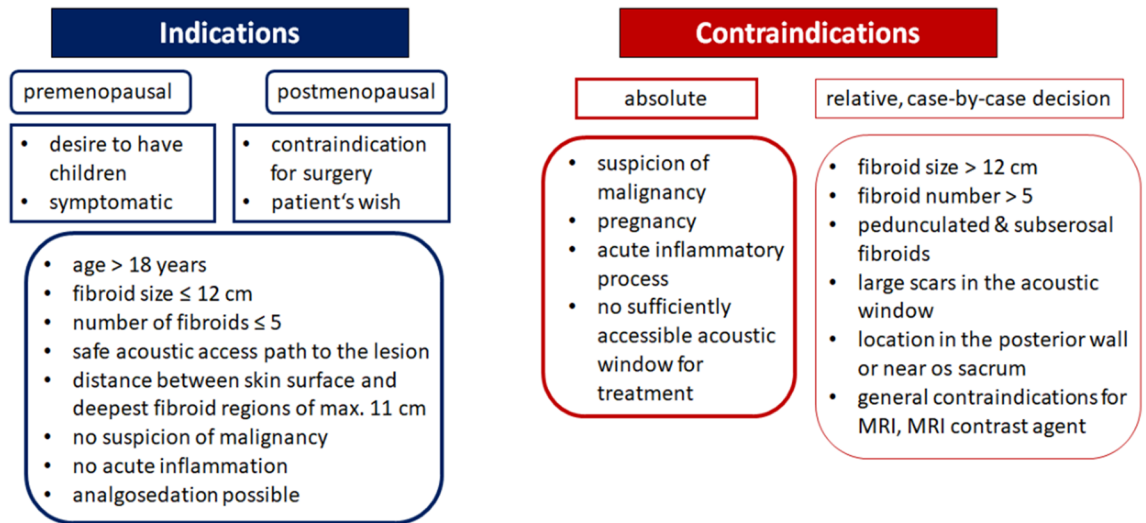 Indications
premenopausal
postmenopausal
• desire to have
children
• symptomatic
• contraindication
for surgery
• patient‘s wish
• age > 18 years
• fibroid size ≤ 12 cm
• number of fibroids ≤ 5
• safe acoustic access path to the lesion
• distance between skin surface and
deepest fibroid regions of max. 11 cm
• no suspicion of malignancy
• no acute inflammation
• analgosedation possible
Contraindications
absolute
relative, case-by-case decision
• suspicion of
malignancy
• pregnancy
• acute inflammatory
process
• no sufficiently
accessible acoustic
window for
treatment
• fibroid size > 12 cm
• fibroid number > 5
• pedunculated & subserosal
fibroids
• large scars in the acoustic
window
• location in the posterior wall
or near os sacrum
• general contraindications for
MRI, MRI contrast agent